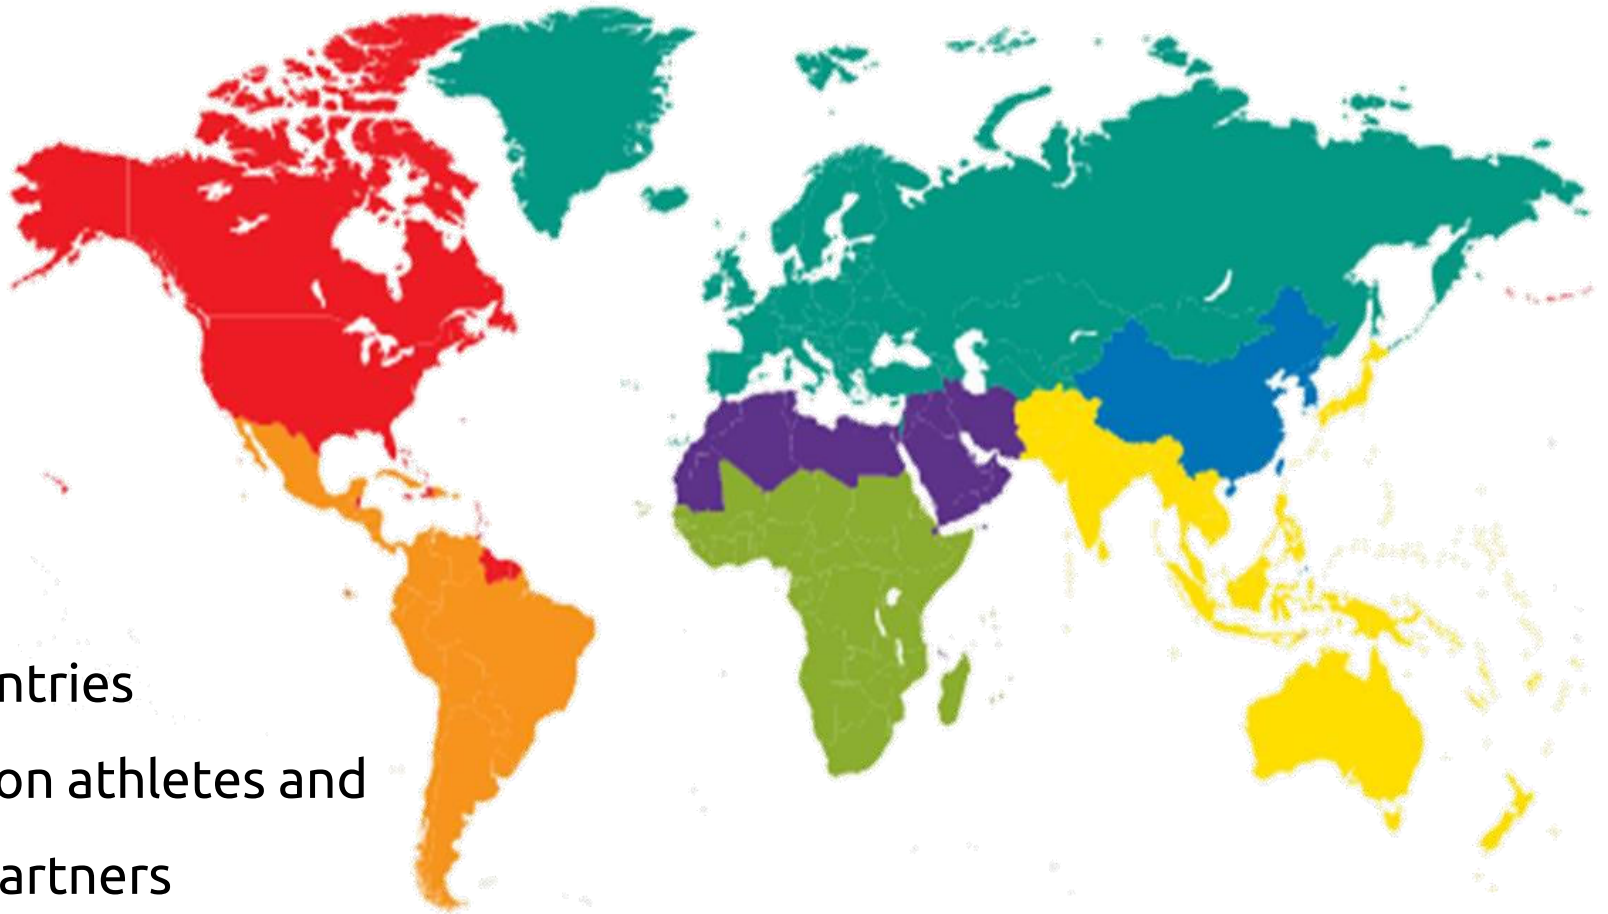 ntries
on athletes and
artners